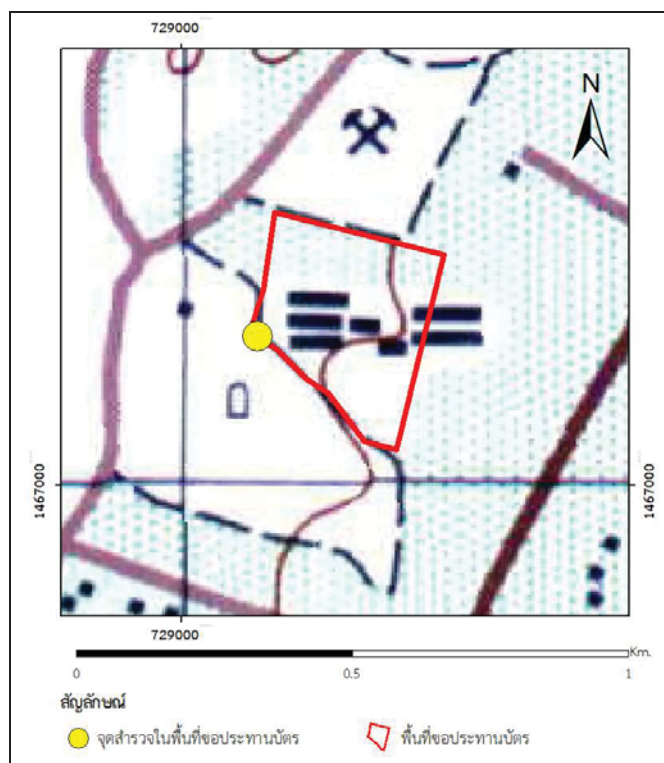 729000
N
1467000
1467000
729000
Km.
0 0.5 1
สัญลักษณ์
จุดสำรวจในพื้นที่ขอประทานบัตร พื้นที่ขอประทานบัตร